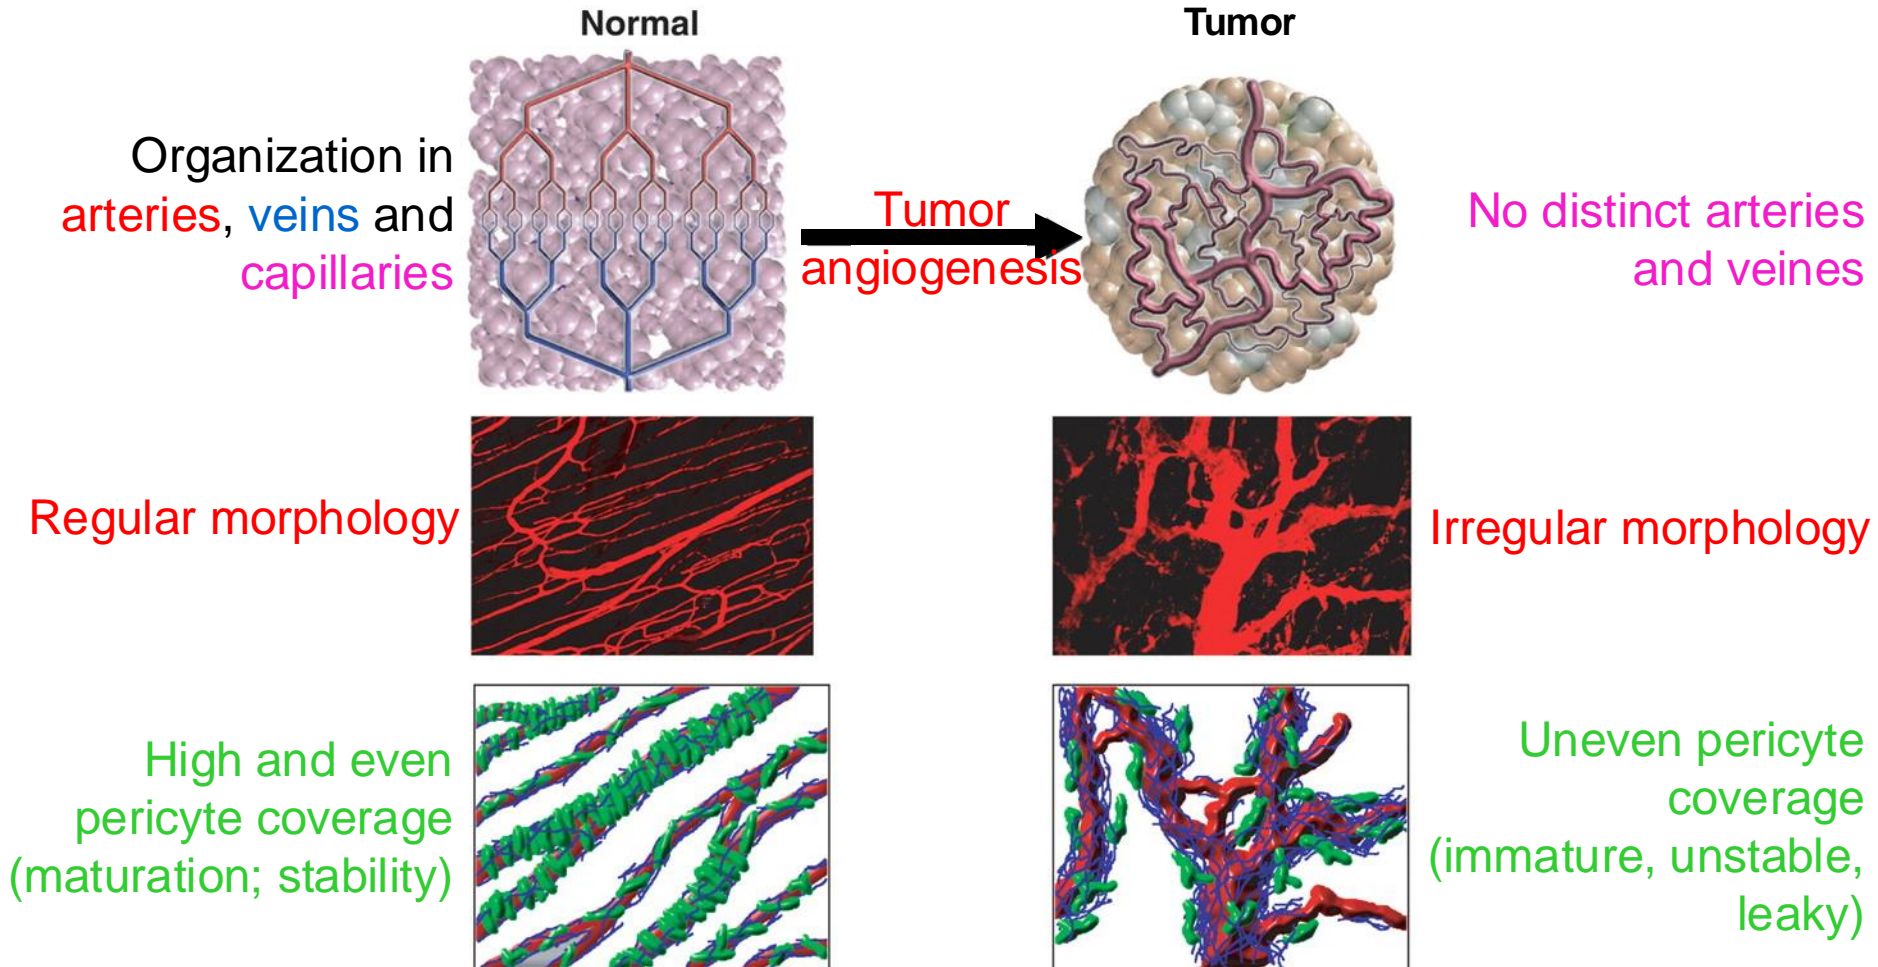 Normal
Tumor
Organization in
arteries, veins and
capillaries
Tumor
angiogenesis
No distinct arteries
and veines
Regular morphology
Irregular morphology
High and even
pericyte coverage
(maturation; stability)
Uneven pericyte
coverage
(immature, unstable,
leaky)